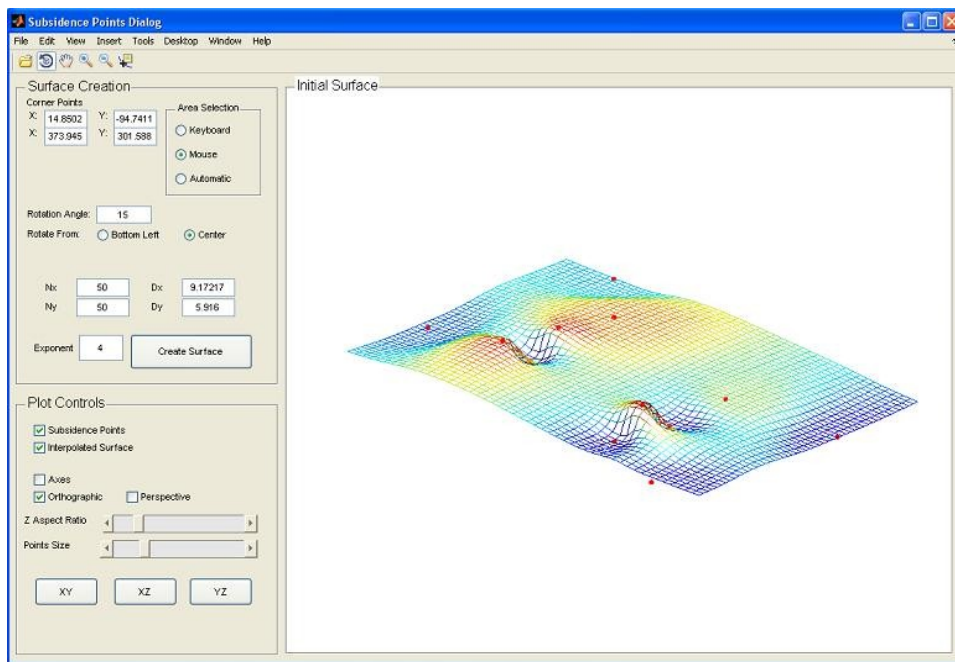 Subsidence Points Dialog
File Edit View Insert Tools Desktop Window Help
Surface Creation
Corner Points
X: 14.8502 Y: -94.7411
X: 373.945 Y: 301.588
Area Selection
Keyboard
Mouse
Automatic
Rotation Angle: 15
Rotate From: Bottom Left Center
Nx 50 Dx 9.17217
Ny 50 Dy 5.916
Exponent 4 Create Surface
Plot Controls
Subsidence Points
Interpolated Surface
Axes
Orthographic Perspective
Z Aspect Ratio
Points Size
XY XZ YZ
Initial Surface